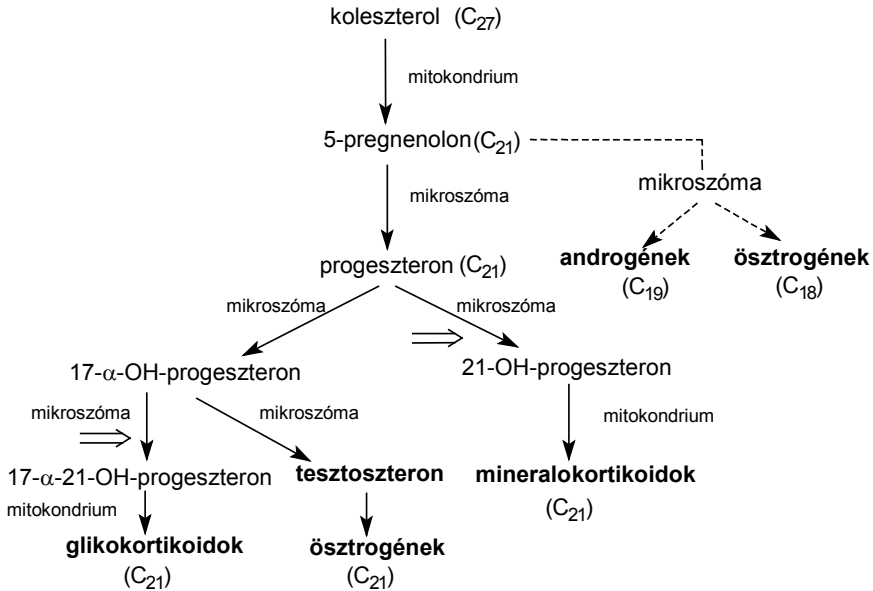 koleszterol (C27)
mitokondrium
5-pregnenolon(C21)
mikroszóma
mikroszóma
androgének ösztrogének
(C19) (C18)
progeszteron (C21)
mikroszóma mikroszóma
17-α-OH-progeszteron 21-OH-progeszteron
mikroszóma mikroszóma mitokondrium
17-α-21-OH-progeszteron tesztoszteron mineralokortikoidok
(C21)
mitokondrium
glikokortikoidok ösztrogének
(C21) (C21)